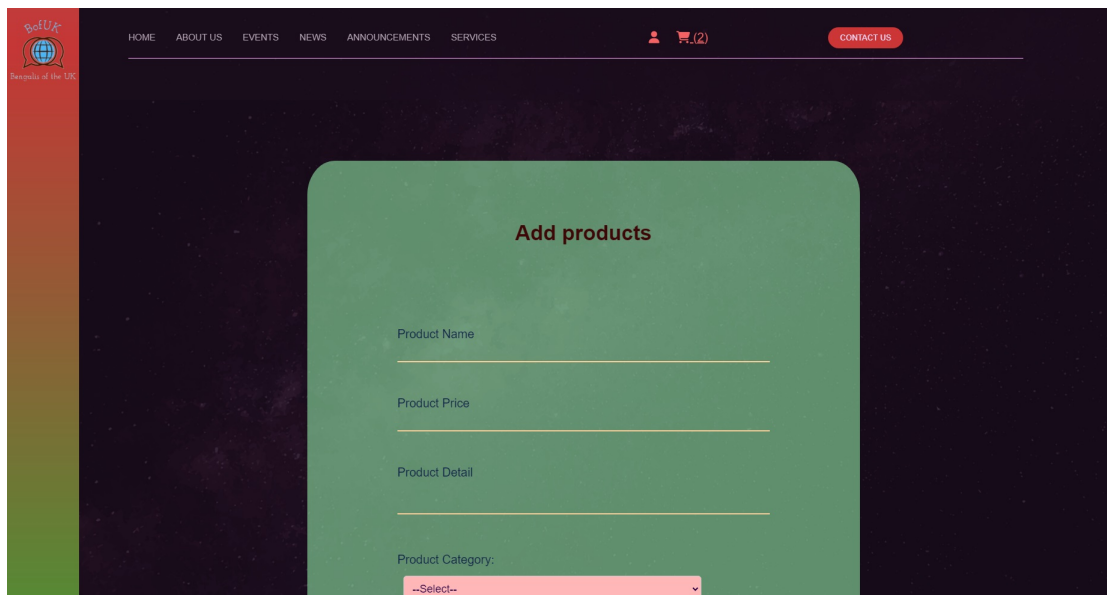 BofUK
Bengalis of the UK
HOME ABOUT US EVENTS NEWS ANNOUNCEMENTS SERVICES (2) CONTACT US
Add products
Product Name
Product Price
Product Detail
Product Category:
--Select--